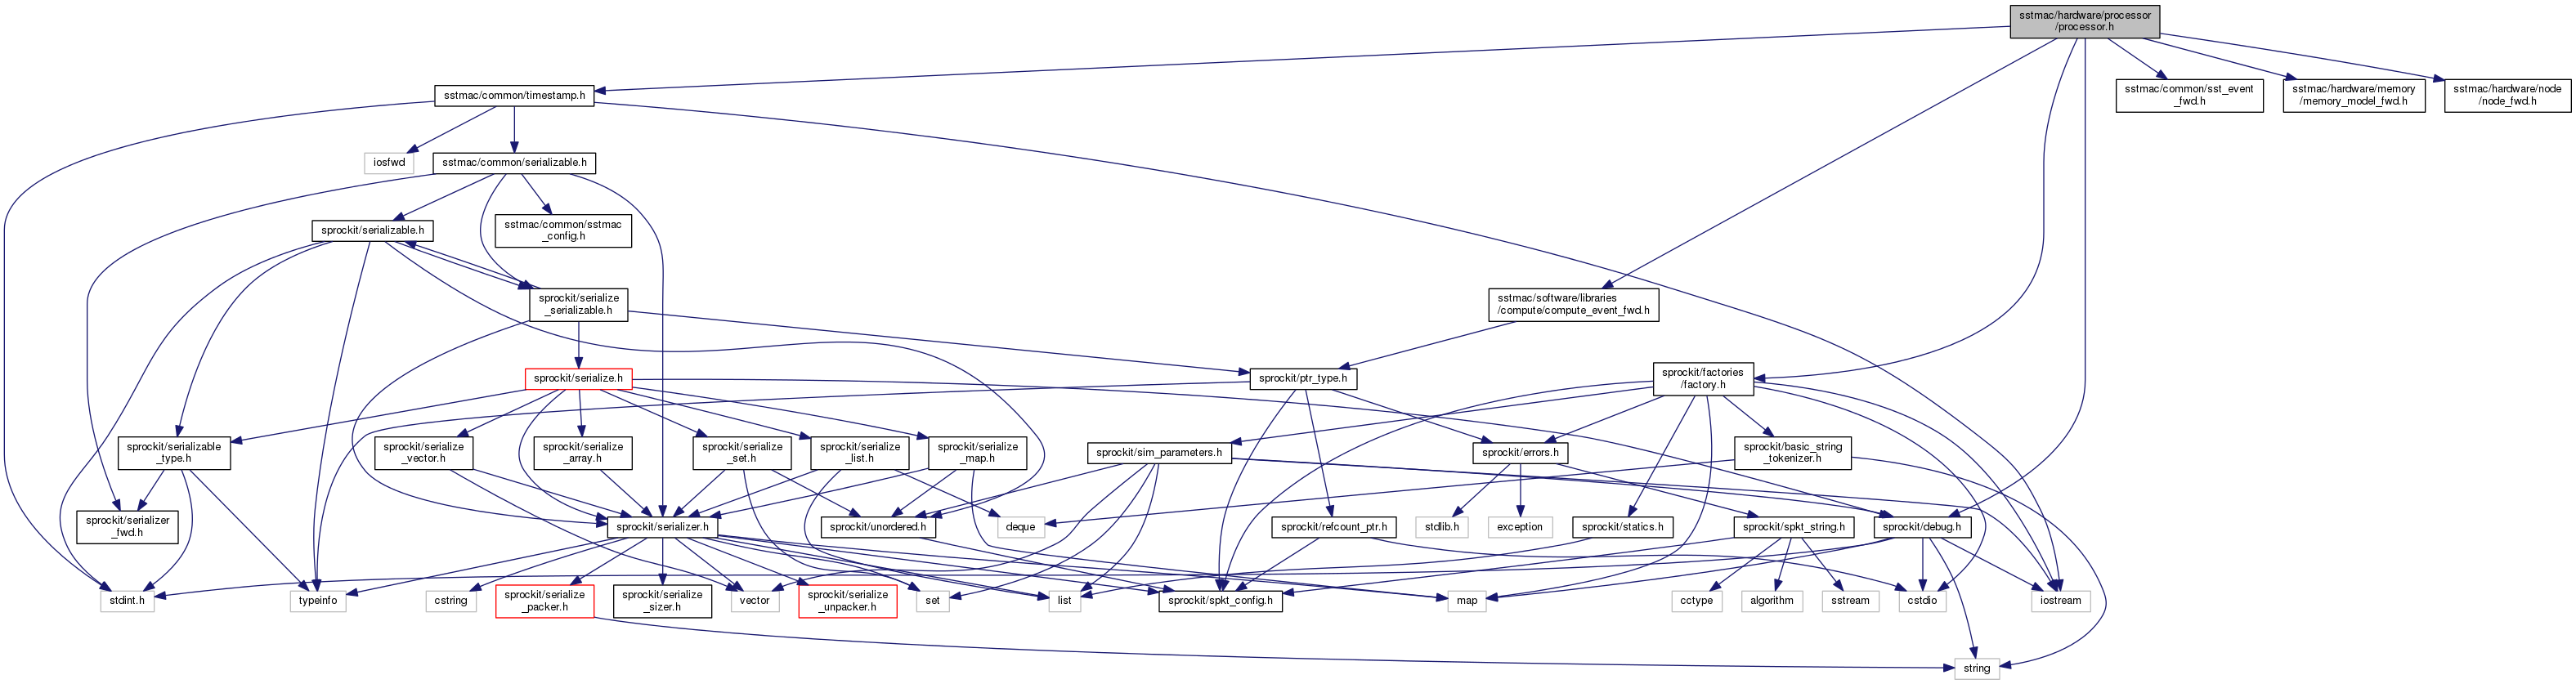 sstmac/hardware/processor
/processor.h
sstmac/common/timestamp.h
sstmac/common/sst_event
_fwd.h
sstmac/hardware/memory
/memory_model_fwd.h
sstmac/hardware/node
/node_fwd.h
iosfwd
sstmac/common/serializable.h
sprockit/serializable.h
sstmac/common/sstmac
_config.h
sprockit/serialize
_serializable.h
sstmac/software/libraries
/compute/compute_event_fwd.h
sprockit/serialize.h
sprockit/ptr_type.h
sprockit/factories
/factory.h
sprockit/serializable
_type.h
sprockit/serialize
_vector.h
sprockit/serialize
_array.h
sprockit/serialize
_set.h
sprockit/serialize
_list.h
sprockit/serialize
_map.h
sprockit/sim_parameters.h
sprockit/errors.h
sprockit/basic_string
_tokenizer.h
sprockit/serializer
_fwd.h
sprockit/serializer.h
sprockit/unordered.h
deque
sprockit/refcount_ptr.h
stdlib.h
exception
sprockit/statics.h
sprockit/spkt_string.h
sprockit/debug.h
stdint.h
typeinfo
cstring
sprockit/serialize
_packer.h
sprockit/serialize
_sizer.h
vector
sprockit/serialize
_unpacker.h
set
list
sprockit/spkt_config.h
map
cctype
algorithm
sstream
cstdio
iostream
string